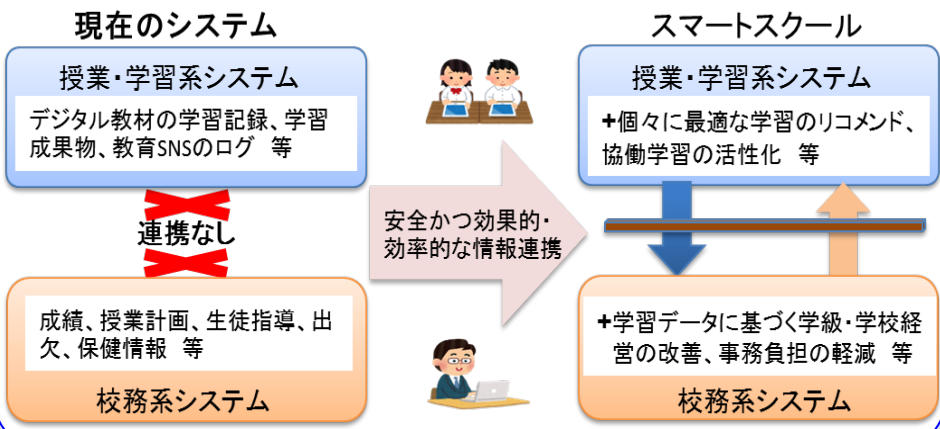 現在のシステム
授業・学習系システム
デジタル教材の学習記録、学習
成果物、教育SNSのログ 等
連携なし
成績、授業計画、生徒指導、出
欠、保健情報 等
校務系システム
安全かつ効果的・
効率的な情報連携
スマートスクール
授業・学習系システム
+個々に最適な学習のリコメンド、
協働学習の活性化 等
+学習データに基づく学級・学校経
営の改善、事務負担の軽減 等
校務系システム